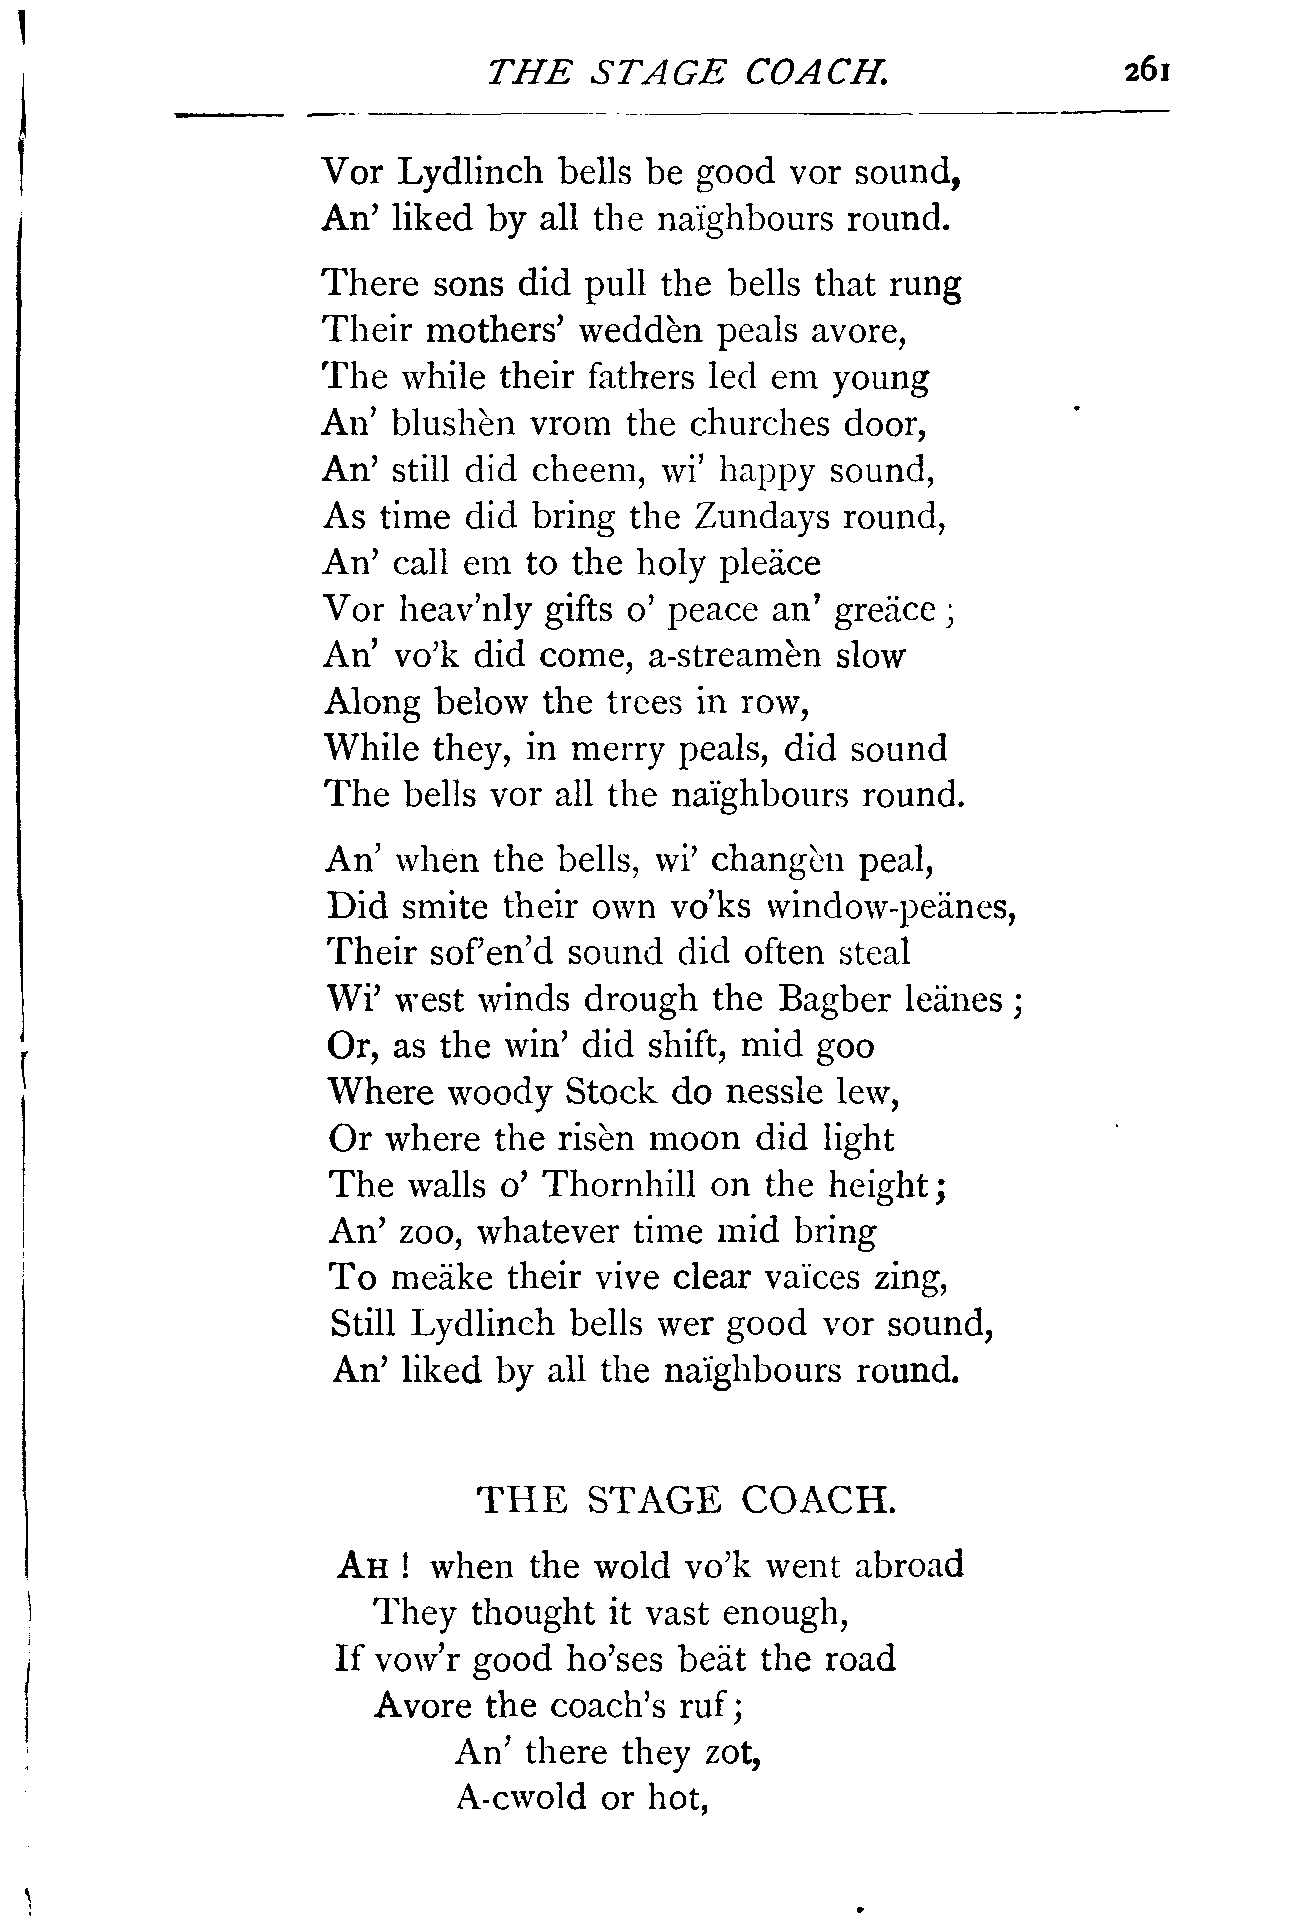 THE STAGE COACH. 261
Vor Lydlinch bells be good vor sound,
An' liked by all the naïghbours round.
There sons did pull the bells that rung
Their mothers' weddèn peals avore,
The while their fathers led em young
An' blushèn vrom the churches door,
An' still did cheem, wi' happy sound,
As time did bring the Zundays round,
An' call em to the holy pleäce
Vor heav'nly gifts o' peace an' greäce ;
An' vo'k did come, a-streamèn slow
Along below the trees in row,
While they, in merry peals, did sound
The bells vor all the naïghbours round.
An' when the bells, wi' changèn peal,
Did smite their own vo'ks window-peänes,
Their sof'en'd sound did often steal
Wi' west winds drough the Bagber leänes ;
Or, as the win' did shift, mid goo
Where woody Stock do nessle lew,
Or where the risèn moon did light
The walls o' Thornhill on the height;
An' zoo, whatever time mid bring
To meäke their vive clear vaïces zing,
Still Lydlinch bells wer good vor sound,
An' liked by all the naïghbours round.
THE STAGE COACH.
AH ! when the wold vo'k went abroad
They thought it vast enough,
If vow'r good ho'ses beät the road
Avore the coach's ruf;
An' there they zot,
A-cwold or hot,